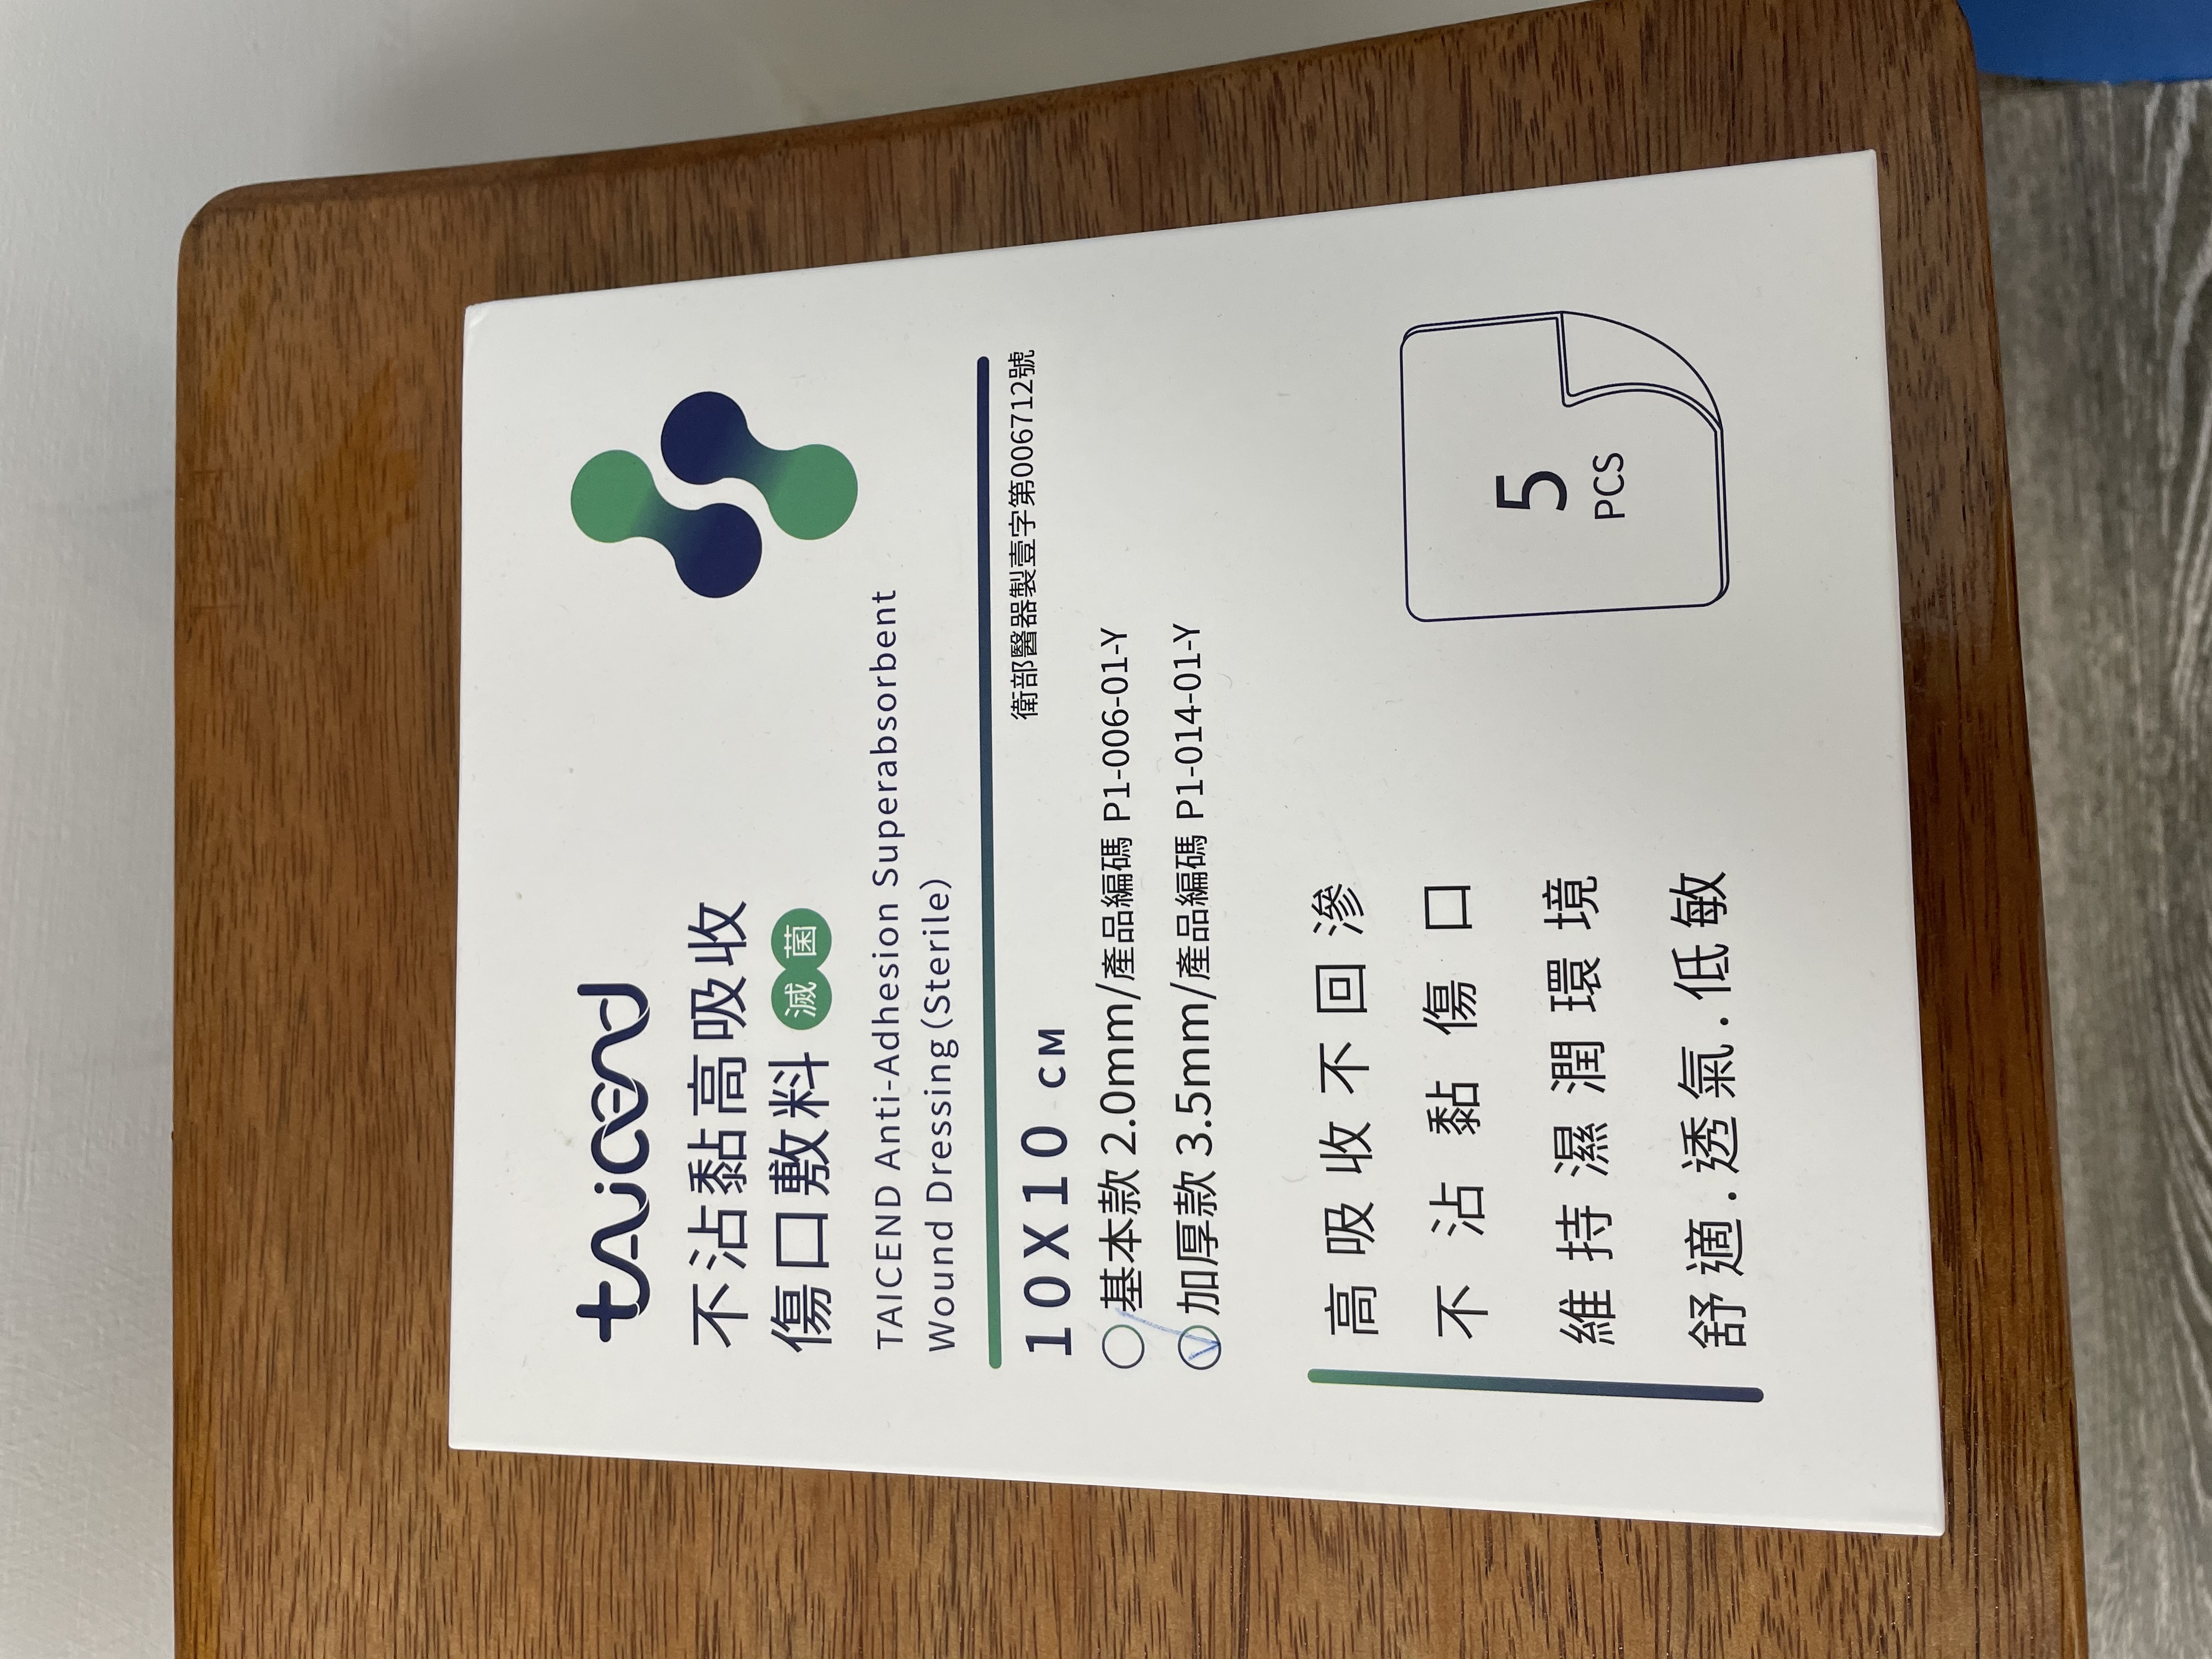 tAiCEnd
不沾黏高吸收
傷口敷料 滅菌
TAICEND Anti-Adhesion Superabsorbent
Wound Dressing(Sterile)
10X10 CM
衛部醫器製壹字第006712號
基本款 2.0mm/產品編碼 P1-006-01-Y
加厚款 3.5mm/產品編碼 P1-014-01-Y
高吸收不回滲
不沾黏傷口
維持濕潤環境
舒適.透氣.低敏
5
PCS